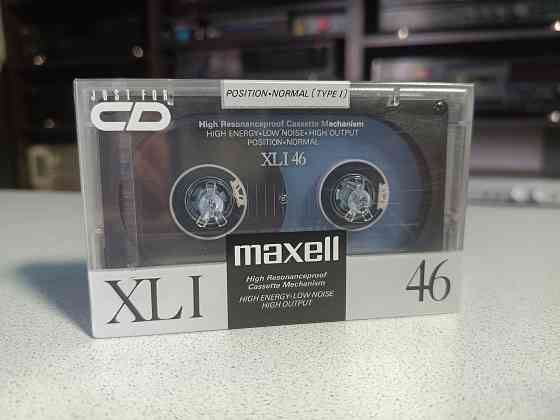 JUST FOR
CD
POSITION•NORMAL (TYPE I)
High Resonanceproof Cassette Mechanism
HIGH ENERGY•LOW NOISE•HIGH OUTPUT
POSITION•NORMAL
XLI 46
maxell
High Resonanceproof
Cassette Mechanism
HIGH ENERGY•LOW NOISE
HIGH OUTPUT
XL I
46